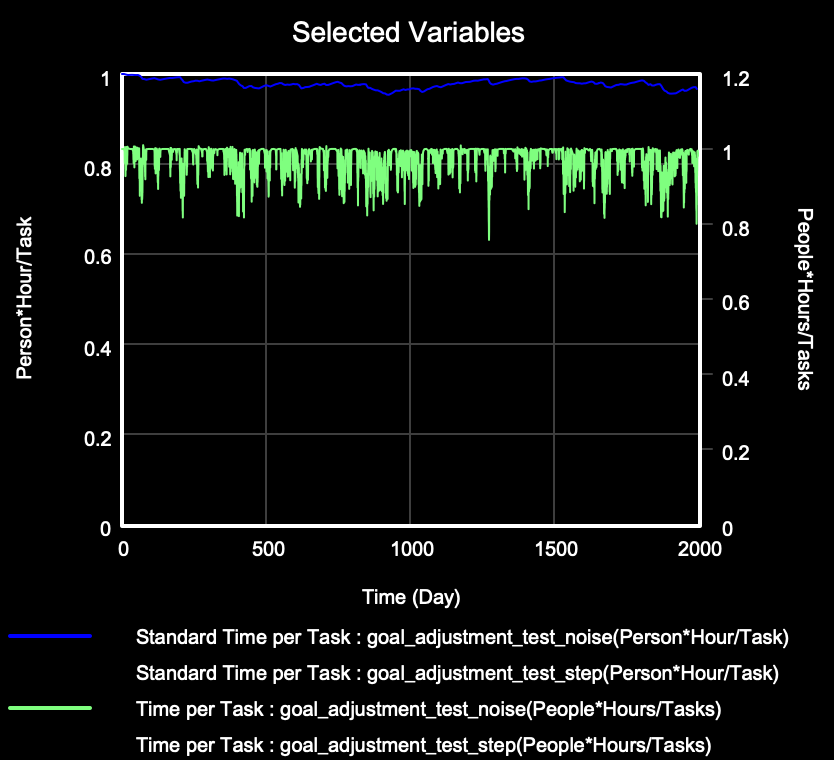 Selected Variables
1
0.8
0.6
0.4
0.2
0
1.2
1
0.8
0.6
0.4
0.2
0
Person*Hour/Task
People*Hours/Tasks
0
500
1000
1500
2000
Time (Day)
Standard Time per Task : goal_adjustment_test_noise(Person*Hour/Task)
Standard Time per Task : goal_adjustment_test_step(Person*Hour/Task)
Time per Task : goal_adjustment_test_noise(People*Hours/Tasks)
Time per Task : goal_adjustment_test_step(People*Hours/Tasks)